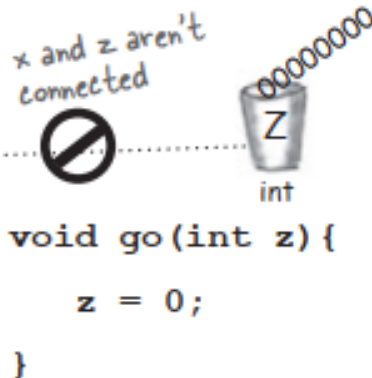 x and z aren't
connected
00000000
Z
int
void go(int z){
z = 0;
}